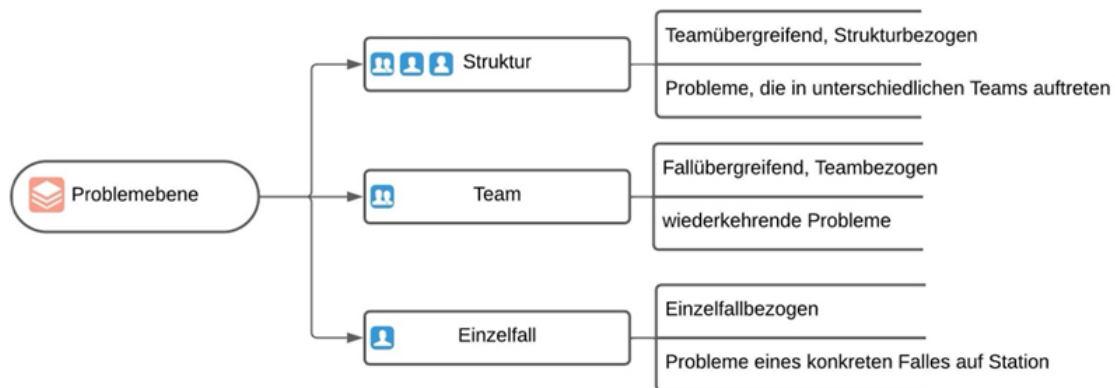 Teamübergreifend, Strukturbezogen
Struktur
Probleme, die in unterschiedlichen Teams auftreten
Fallübergreifend, Teambezogen
Problemebene
Team
wiederkehrende Probleme
Einzelfallbezogen
Einzelfall
Probleme eines konkreten Falles auf Station